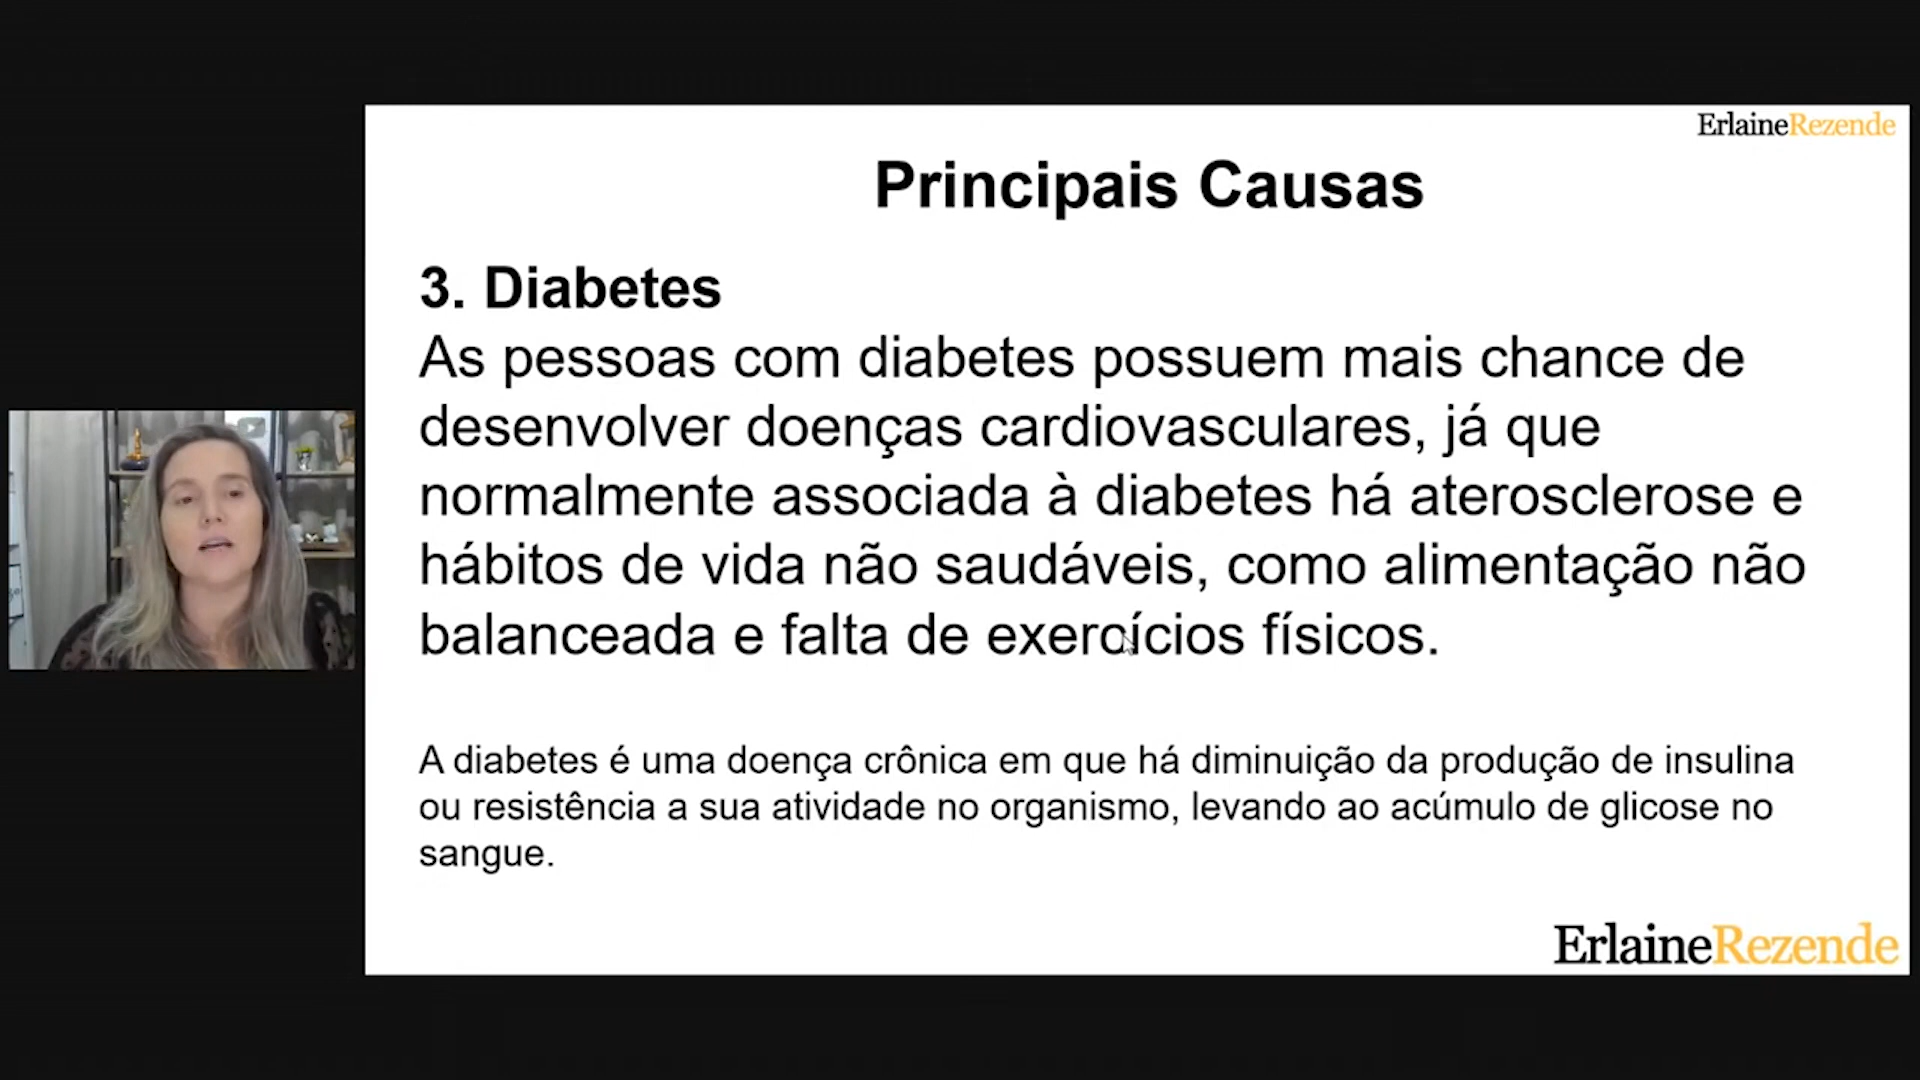 ErlaineRezende
Principais Causas
3. Diabetes
As pessoas com diabetes possuem mais chance de
desenvolver doenças cardiovasculares, já que
normalmente associada à diabetes há aterosclerose e
hábitos de vida não saudáveis, como alimentação não
balanceada e falta de exercícios físicos.
A diabetes é uma doença crônica em que há diminuição da produção de insulina
ou resistência a sua atividade no organismo, levando ao acúmulo de glicose no
sangue.
ErlaineRezende